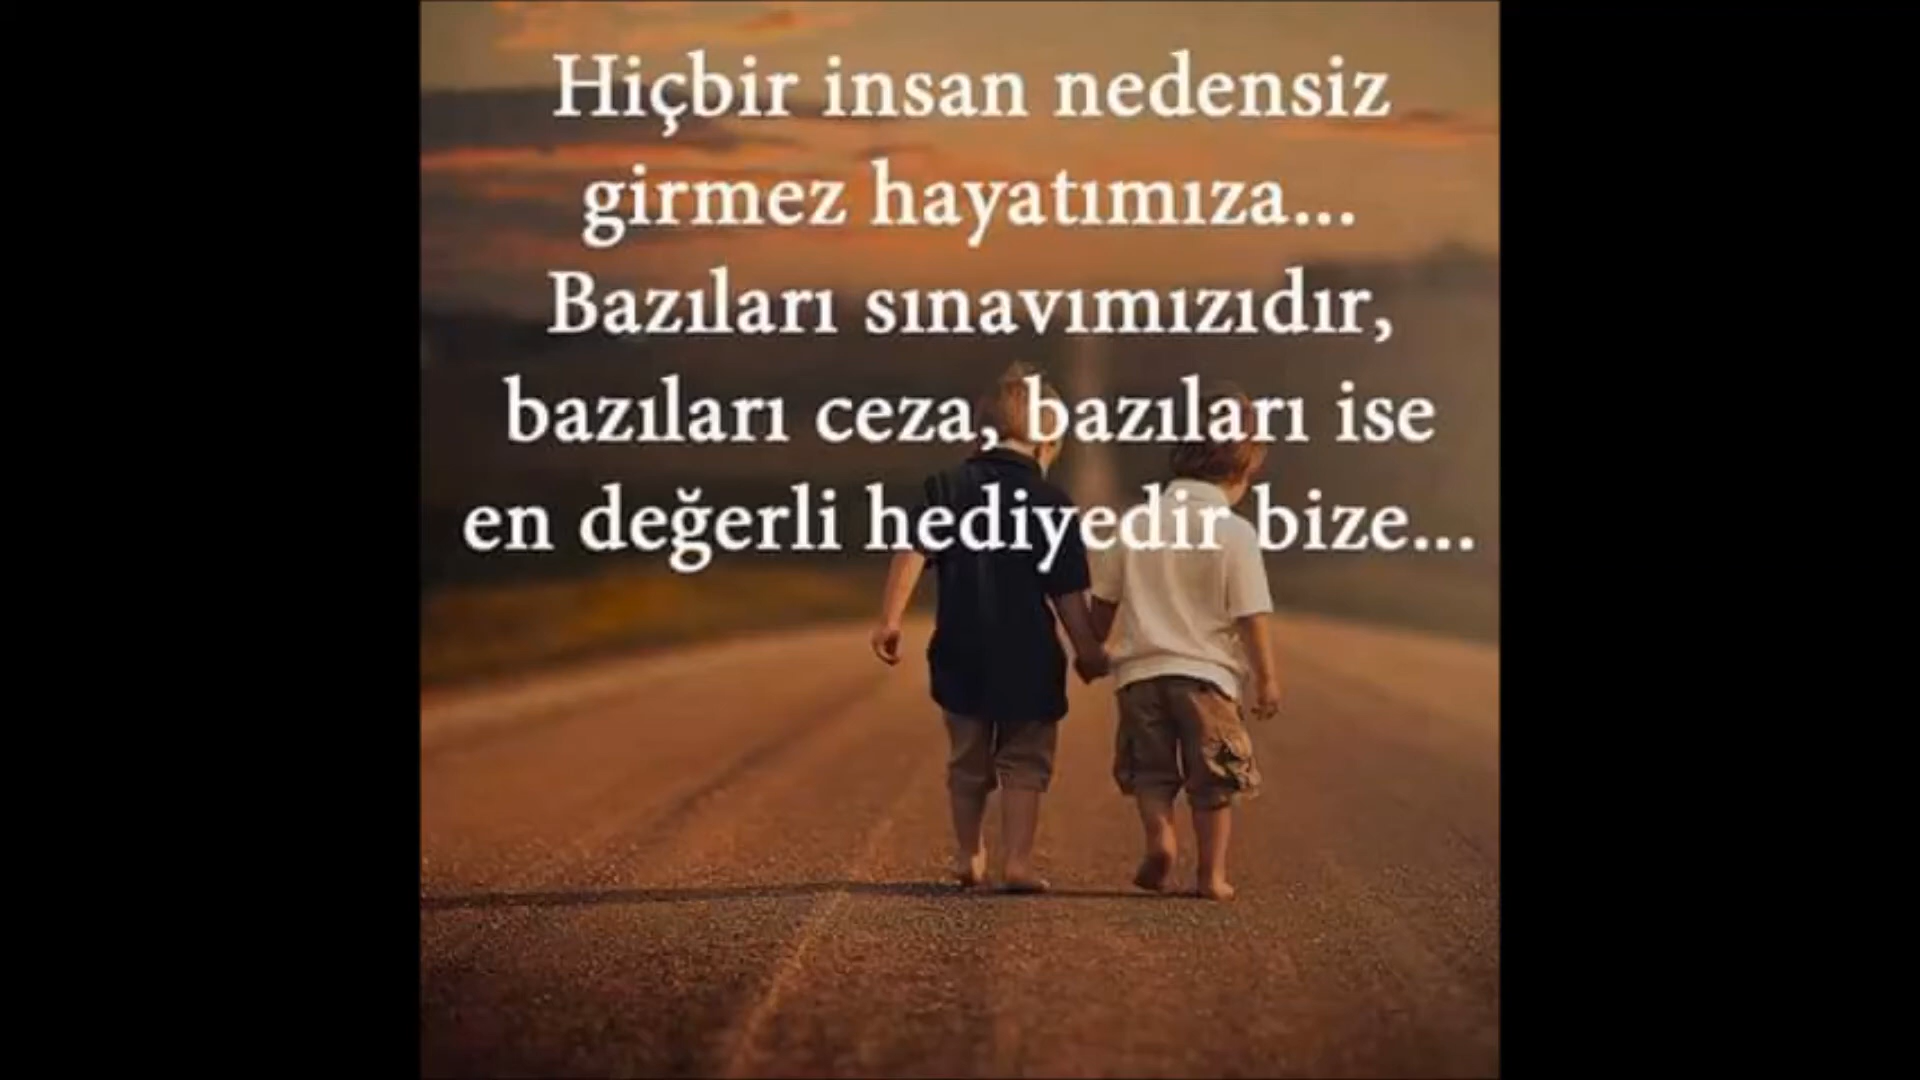 Hiçbir insan nedensiz
girmez hayatımıza...
Bazıları sınavımızıdır,
bazıları ceza, bazıları ise
en değerli hediyedir bize...